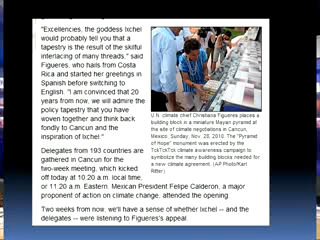 "Excellencies, the goddess Ixchel
would probably tell you that a
tapestry is the result of the skilful
interlacing of many threads," said
Figueres, who hails from Costa
Rica and started her greetings in
Spanish before switching to
English. "I am convinced that 20
years from now, we will admire
the policy tapestry that you
have woven together and think back
fondly to Cancun and the
inspiration of Ixchel."
U.N. climate chief Christiana Figueres places a
building block in a miniature Mayan pyramid at
the site of climate negotiations in Cancun,
Mexico, Sunday, Nov. 28, 2010. The "Pyramid
of Hope" monument was erected by the
TckTckTck climate awareness campaign to
symbolize the many building blocks needed for
a new climate agreement. (AP Photo/Kari
Ritter)
Delegates from 193 countries are
gathered in Cancun for the
two-week meeting, which kicked
off today at 10:20 a.m. local time,
or 11:20 a.m. Eastern. Mexican President Felipe Calderon, a major
proponent of action on climate change, attended the opening.
Two weeks from now, we'll have a sense of whether Ixchel -- and the
delegates -- were listening to Figueres's appeal.